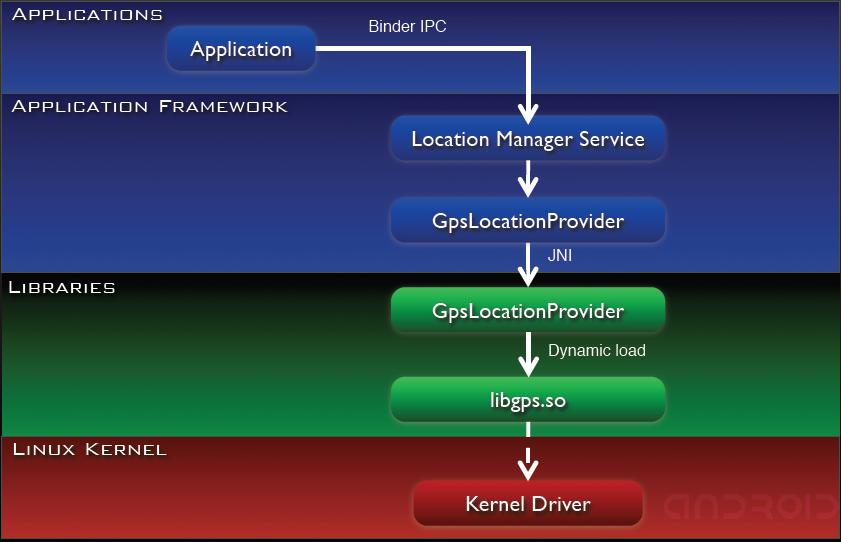 APPLICATIONS
Application
Binder IPC
APPLICATION FRAMEWORK
Location Manager Service
GpsLocationProvider
JNI
LIBRARIES
GpsLocationProvider
Dynamic load
libgps.so
LINUX KERNEL
Kernel Driver
ANDROID